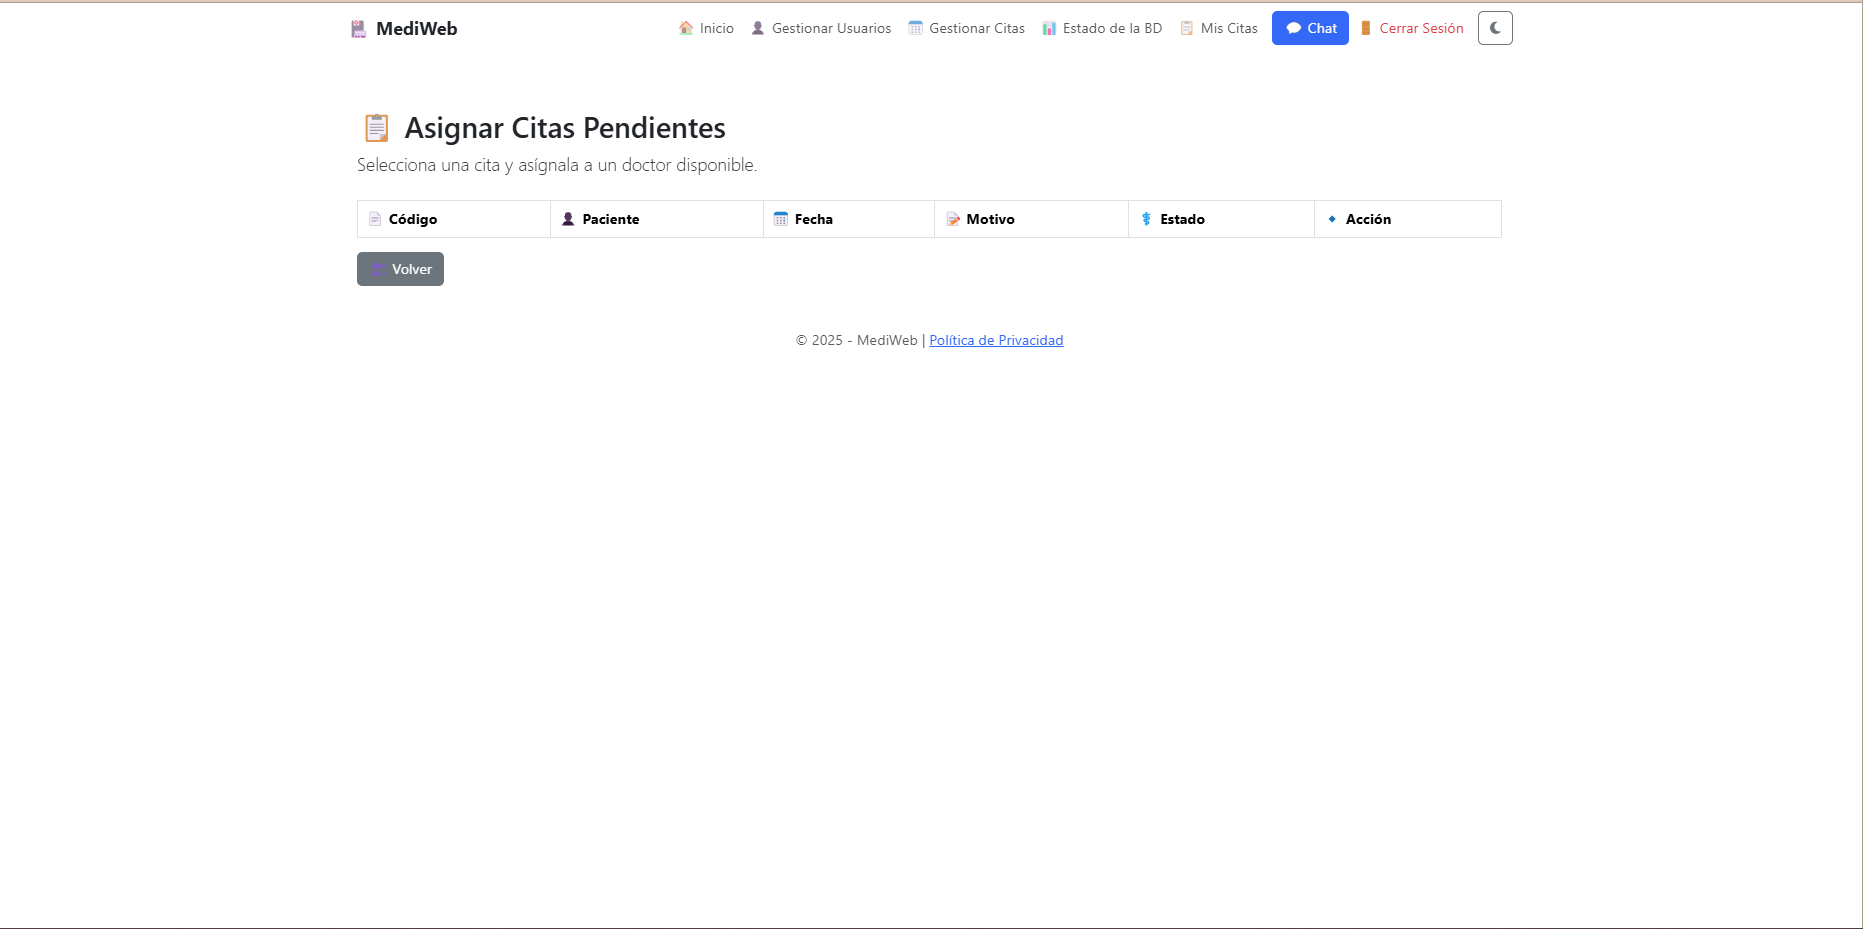 MediWeb
Inicio Gestionar Usuarios Gestionar Citas Estado de la BD Mis Citas Chat Cerrar Sesión
Asignar Citas Pendientes
Selecciona una cita y asígnala a un doctor disponible.
Código Paciente Fecha Motivo Estado Acción
Volver
© 2025 - MediWeb | Política de Privacidad